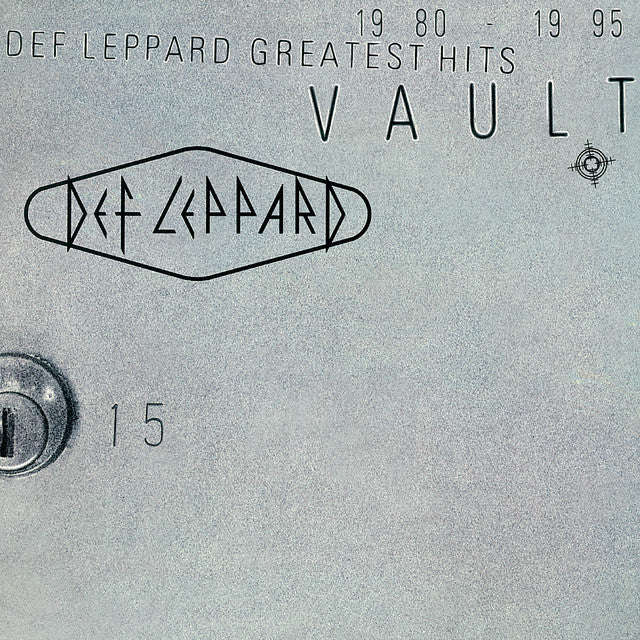 19 80 - 19 95
DEF LEPPARD GREATEST HITS
VAULT
DEF LEPPARD
15